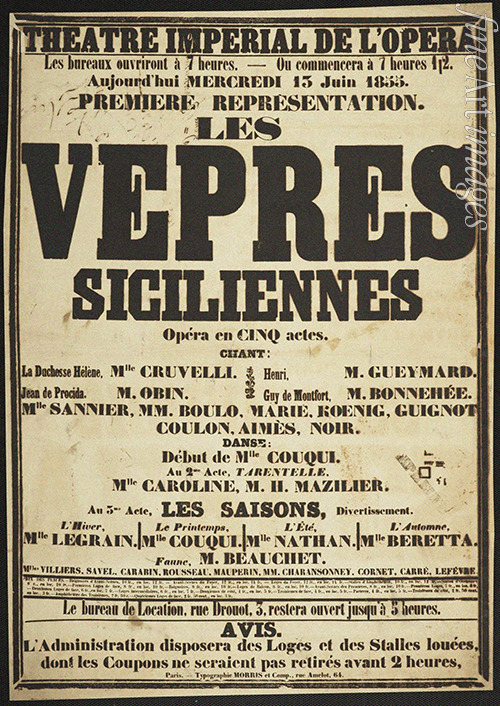 THEATRE IMPERIAL DE L'OPERA
Les bureaux ouvriront à 7 heures. — On commencera à 7 heures 1|2.
Aujourd'hui MERCREDI 13 Juin 1855.
PREMIERE REPRÉSENTATION.
LES
VEPRES
SICILIENNES
Opéra en CINQ actes.
CHANT:
La Duchesse Hélène, Mlle CRUVELLI. Henri, M. GUEYMARD.
Jean de Procida. M. OBIN. Guy de Montfort, M. BONNEHÉE.
Mlle SANNIER, MM. BOULO, MARIE, KOENIG, GUIGNOT
COULON, AIMÈS, NOIR.
DANSE:
Début de Mlle COUQUI.
Au 2me Acte, TARENTELLE,
Mlle CAROLINE, M. H. MAZILIER.
Au 3me Acte, LES SAISONS, Divertissement.
L'Hiver, Le Printemps, L'Été, L'Automne,
Mlle LEGRAIN. Mlle COUQUI. Mlle NATHAN. Mlle BERETTA.
Faune, M. BEAUCHET.
Mlles VILLIERS, SAVEL, CARABIN, ROUSSEAU, MAUPERIN, MM. CHARANSONNEY, CORNET, CARRÉ, LEFÈVRE
Le bureau de Location, rue Drouot, 3, restera ouvert jusqu'à 5 heures.
AVIS.
L'Administration disposera des Loges et des Stalles louées,
dont les Coupons ne seraient pas retirés avant 2 heures,
Paris. — Typographie MORRIS et Comp., rue Amelot, 64.
fine art images